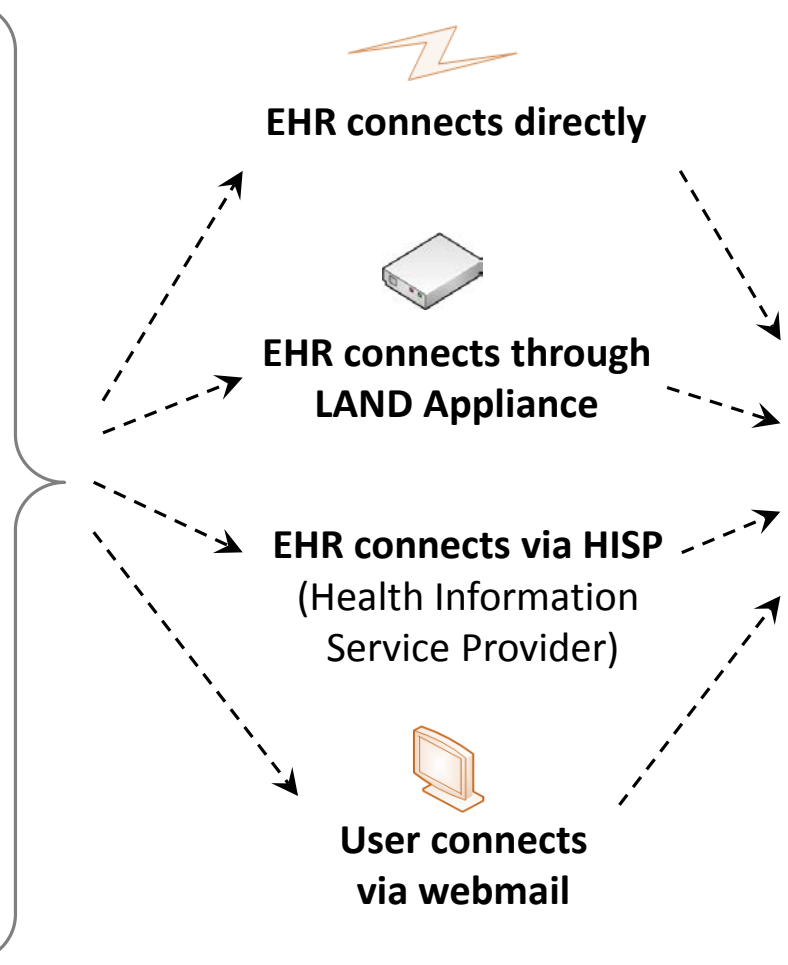 EHR connects directly
EHR connects through
LAND Appliance
EHR connects via HISP
(Health Information
Service Provider)
User connects
via webmail